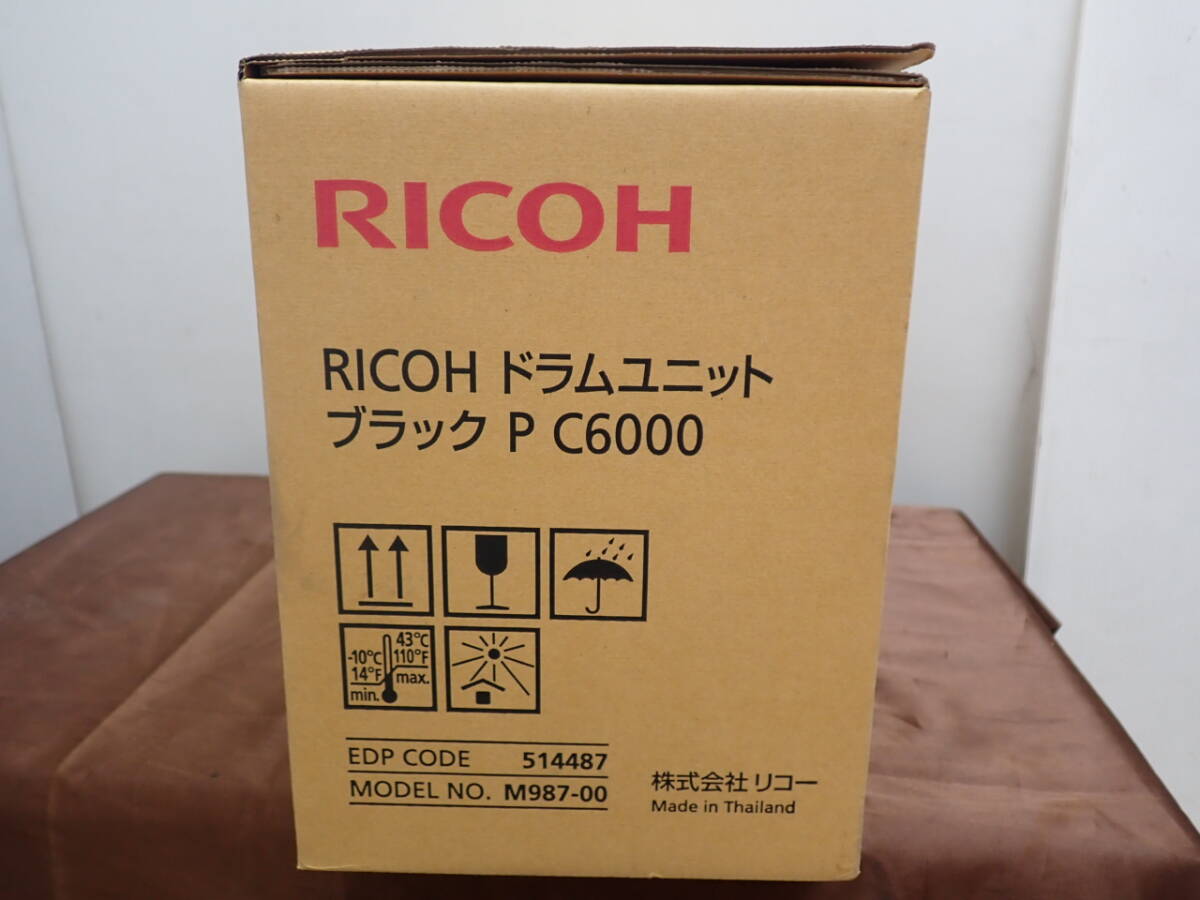 RICOH
RICOH ドラムユニット
ブラック P C6000
-10°C 43°C
14°F 110°F
min. max.
EDP CODE 514487
MODEL NO. M987-00
株式会社 リコー
Made in Thailand